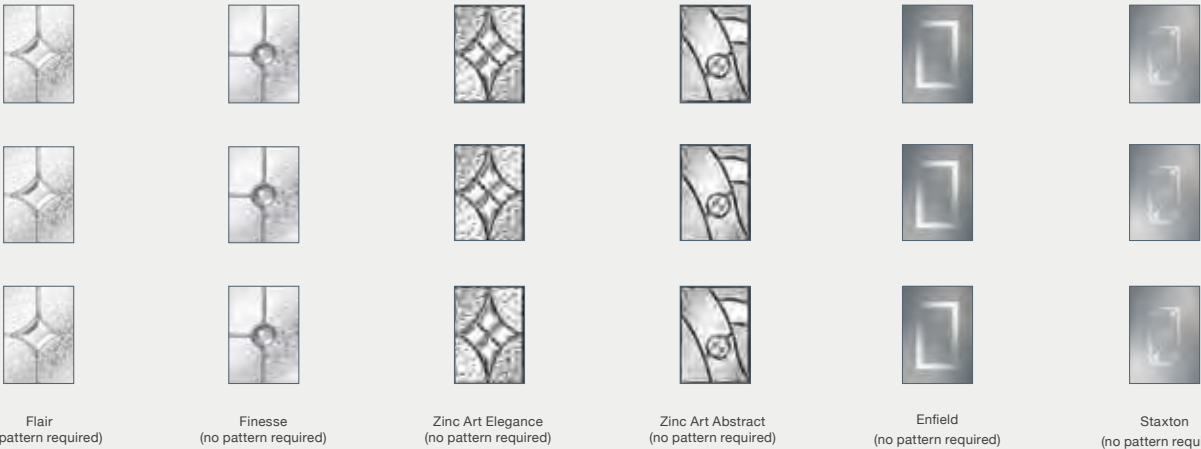 Flair
pattern required)
Finesse
(no pattern required)
Zinc Art Elegance
(no pattern required)
Zinc Art Abstract
(no pattern required)
Enfield
(no pattern required)
Staxton
(no pattern requ